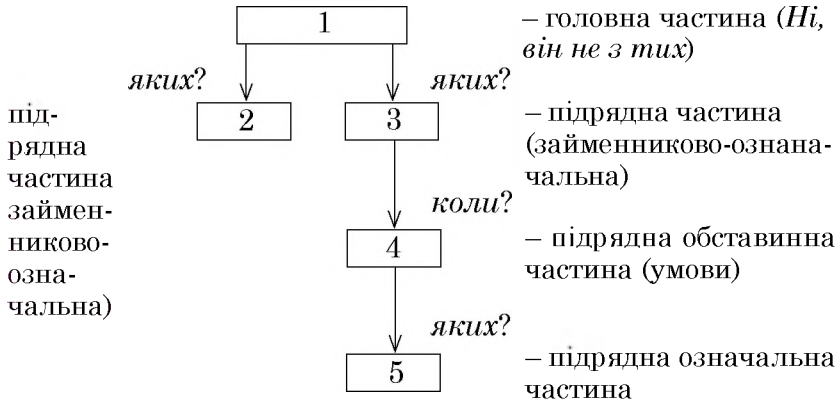 1
– головна частина (Ні,
він не з тих)
яких?
яких?
під-
рядна
частина
займен-
никово-
озна-
чальна)
2
3
– підрядна частина
(займенниково-ознана-
чальна)
коли?
4
– підрядна обставинна
частина (умови)
яких?
5
– підрядна означальна
частина